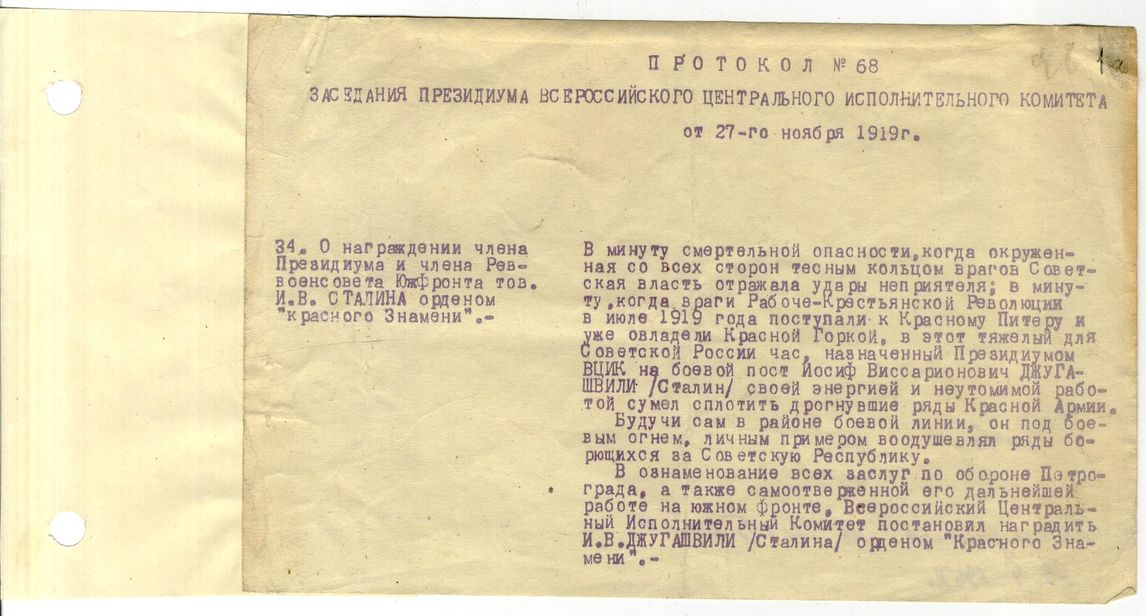 1а
ПРОТОКОЛ № 68
ЗАСЕДАНИЯ ПРЕЗИДИУМА ВСЕРОССИЙСКОГО ЦЕНТРАЛЬНОГО ИСПОЛНИТЕЛЬНОГО КОМИТЕТА
от 27-го ноября 1919г.
34. О награждении члена
Президиума и члена Рев-
военсовета Южфронта тов.
И.В. СТАЛИНА орденом
"красного Знамени".-
В минуту смертельной опасности,когда окружен-
ная со всех сторон тесным кольцом врагов Совет-
ская власть отражала удары неприятеля; в мину-
ту,когда враги Рабоче-Крестьянской Революции
в июле 1919 года поступали к Красному Питеру и
уже овладели Красной Горкой, в этот тяжелый для
Советской России час, назначенный Президиумом
ВЦИК на боевой пост Иосиф Виссарионович ДЖУГА-
ШВИЛИ /Сталин/ своей энергией и неутомимой рабо-
той сумел сплотить дрогнувшие ряды Красной Армии.
Будучи сам в районе боевой линии, он под бое-
вым огнем, личным примером воодушевлял ряды бо-
рющихся за Советскую Республику.
В ознаменование всех заслуг по обороне Петро-
града, а также самоотверженной его дальнейшей
работе на южном фронте, Всероссийский Централь-
ный Исполнительный Комитет постановил наградить
И.В.ДЖУГАШВИЛИ /Сталина/ орденом "Красного Зна-
мени".-